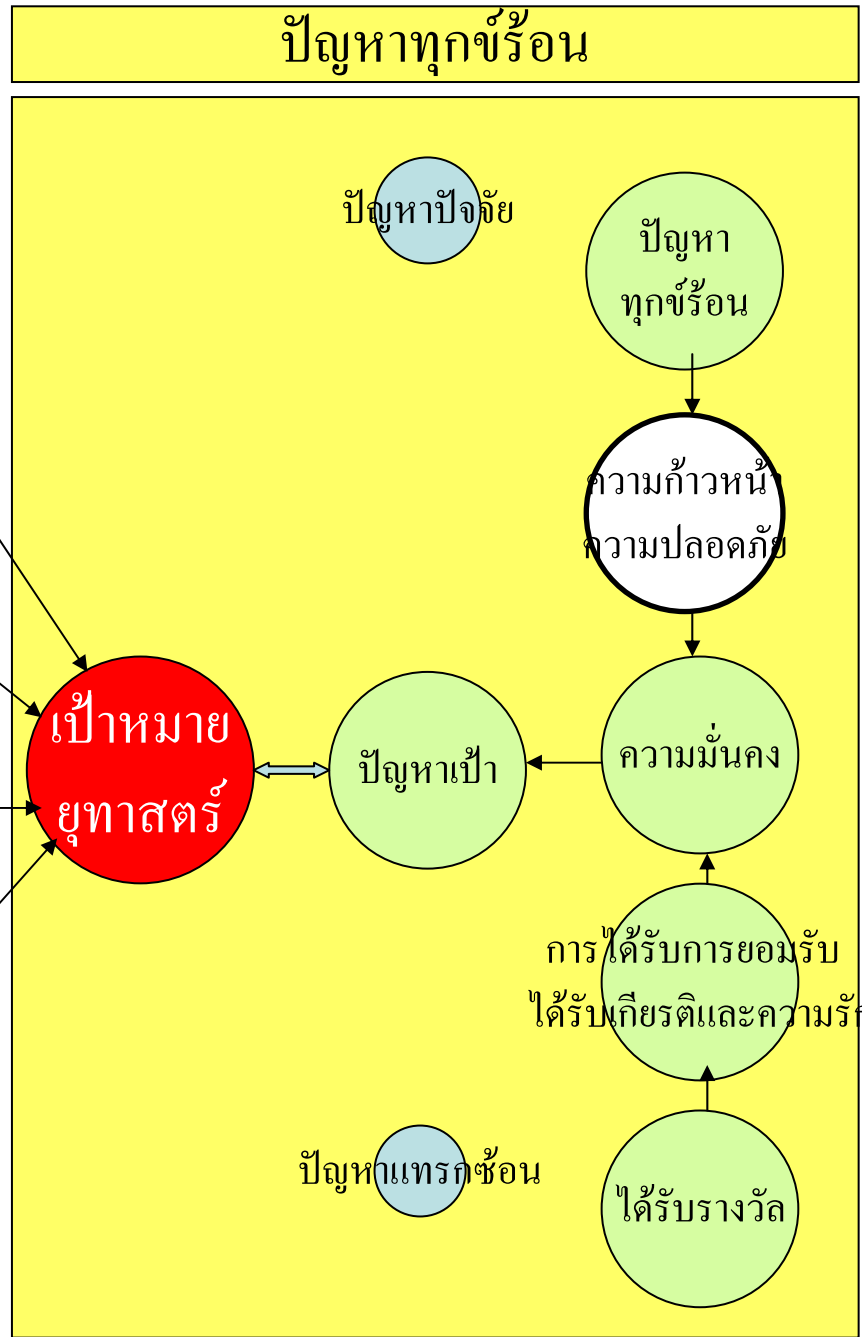 ปัญหาทุกข์ร้อน
ปัญหาปัจจัย
ปัญหา
ทุกข์ร้อน
ความก้าวหน้า
ความปลอดภัย
เป้าหมาย
ยุทาสตร์
ปัญหาเป้า
ความมั่นคง
การได้รับการยอมรับ
ได้รับเกียรติและความรัก
ปัญหาแทรกซ้อน
ได้รับรางวัล